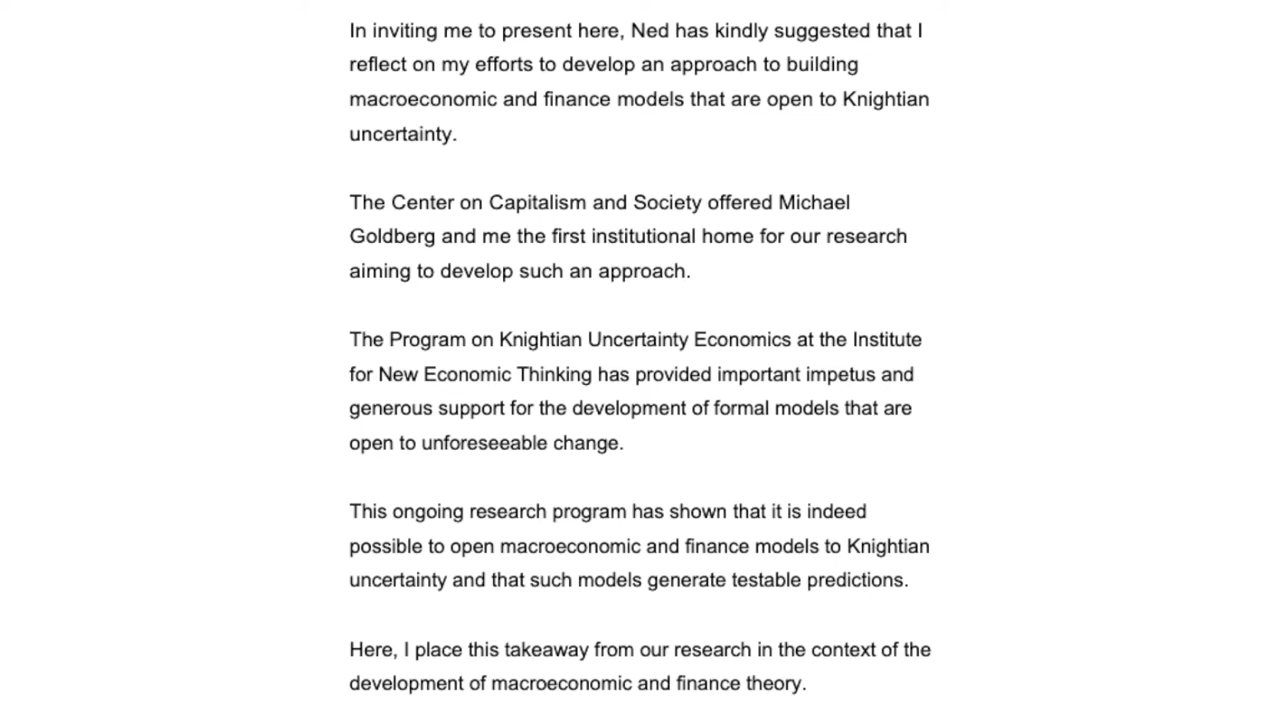 In inviting me to present here, Ned has kindly suggested that I
reflect on my efforts to develop an approach to building
macroeconomic and finance models that are open to Knightian
uncertainty.
The Center on Capitalism and Society offered Michael
Goldberg and me the first institutional home for our research
aiming to develop such an approach.
The Program on Knightian Uncertainty Economics at the Institute
for New Economic Thinking has provided important impetus and
generous support for the development of formal models that are
open to unforeseeable change.
This ongoing research program has shown that it is indeed
possible to open macroeconomic and finance models to Knightian
uncertainty and that such models generate testable predictions.
Here, I place this takeaway from our research in the context of the
development of macroeconomic and finance theory.